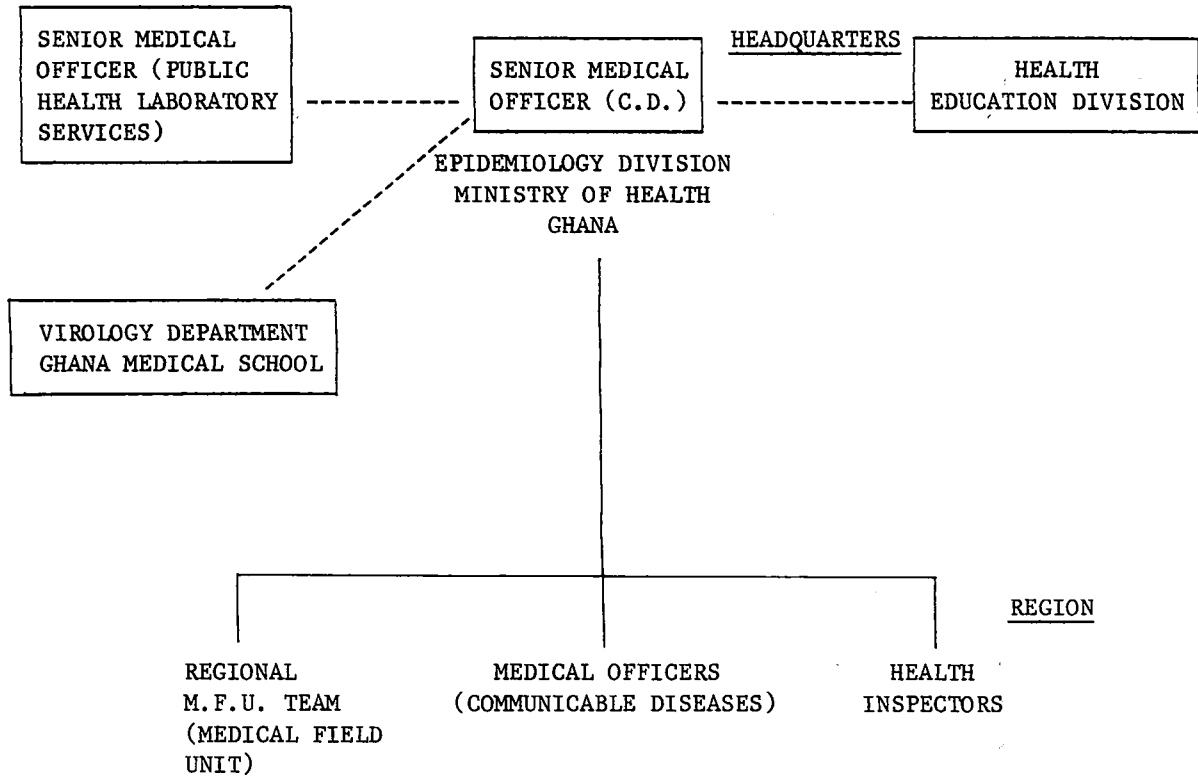 SENIOR MEDICAL
OFFICER (PUBLIC
HEALTH LABORATORY
SERVICES)
HEADQUARTERS
SENIOR MEDICAL
OFFICER (C.D.)
HEALTH
EDUCATION DIVISION
EPIDEMIOLOGY DIVISION
MINISTRY OF HEALTH
GHANA
VIROLOGY DEPARTMENT
GHANA MEDICAL SCHOOL
REGION
REGIONAL
M.F.U. TEAM
(MEDICAL FIELD
UNIT)
MEDICAL OFFICERS
(COMMUNICABLE DISEASES)
HEALTH
INSPECTORS